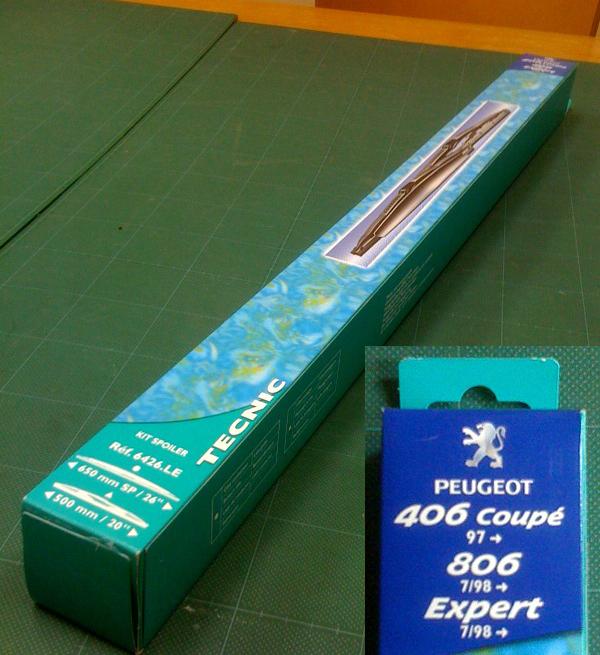 KIT SPOILER
Réf. 6426.LE
650 mm SP / 26"
500 mm / 20"
TECNIC
PEUGEOT
406 Coupé
97 →
806
7/98 →
Expert
7/98 →